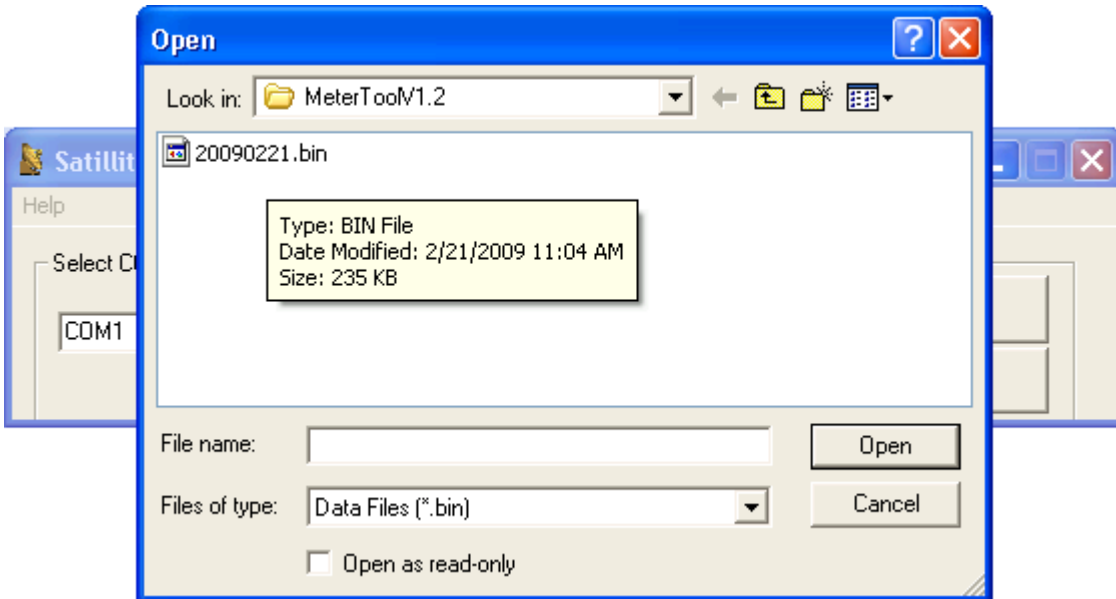 Open
Look in: MeterToolV1.2
20090221.bin
Satillit
Help
Type: BIN File
Date Modified: 2/21/2009 11:04 AM
Size: 235 KB
Select C
COM1
File name:
Open
Files of type: Data Files (*.bin)
Cancel
Open as read-only